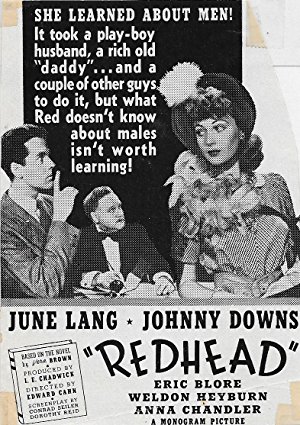 SHE LEARNED ABOUT MEN!
It took a play-boy
husband, a rich old
"daddy"...and a
couple of other guys
to do it, but what
Red doesn't know
about males
isn't worth
learning!
JUNE LANG ★ JOHNNY DOWNS
"REDHEAD"
ERIC BLORE
WELDON HEYBURN
ANNA CHANDLER
A MONOGRAM PICTURE
BASED ON THE NOVEL
by Vera BROWN
PRODUCED BY
I. E. CHADWICK
DIRECTED BY
EDWARD CAHN
SCREENPLAY BY
CONRAD SEILER
DOROTHY REID